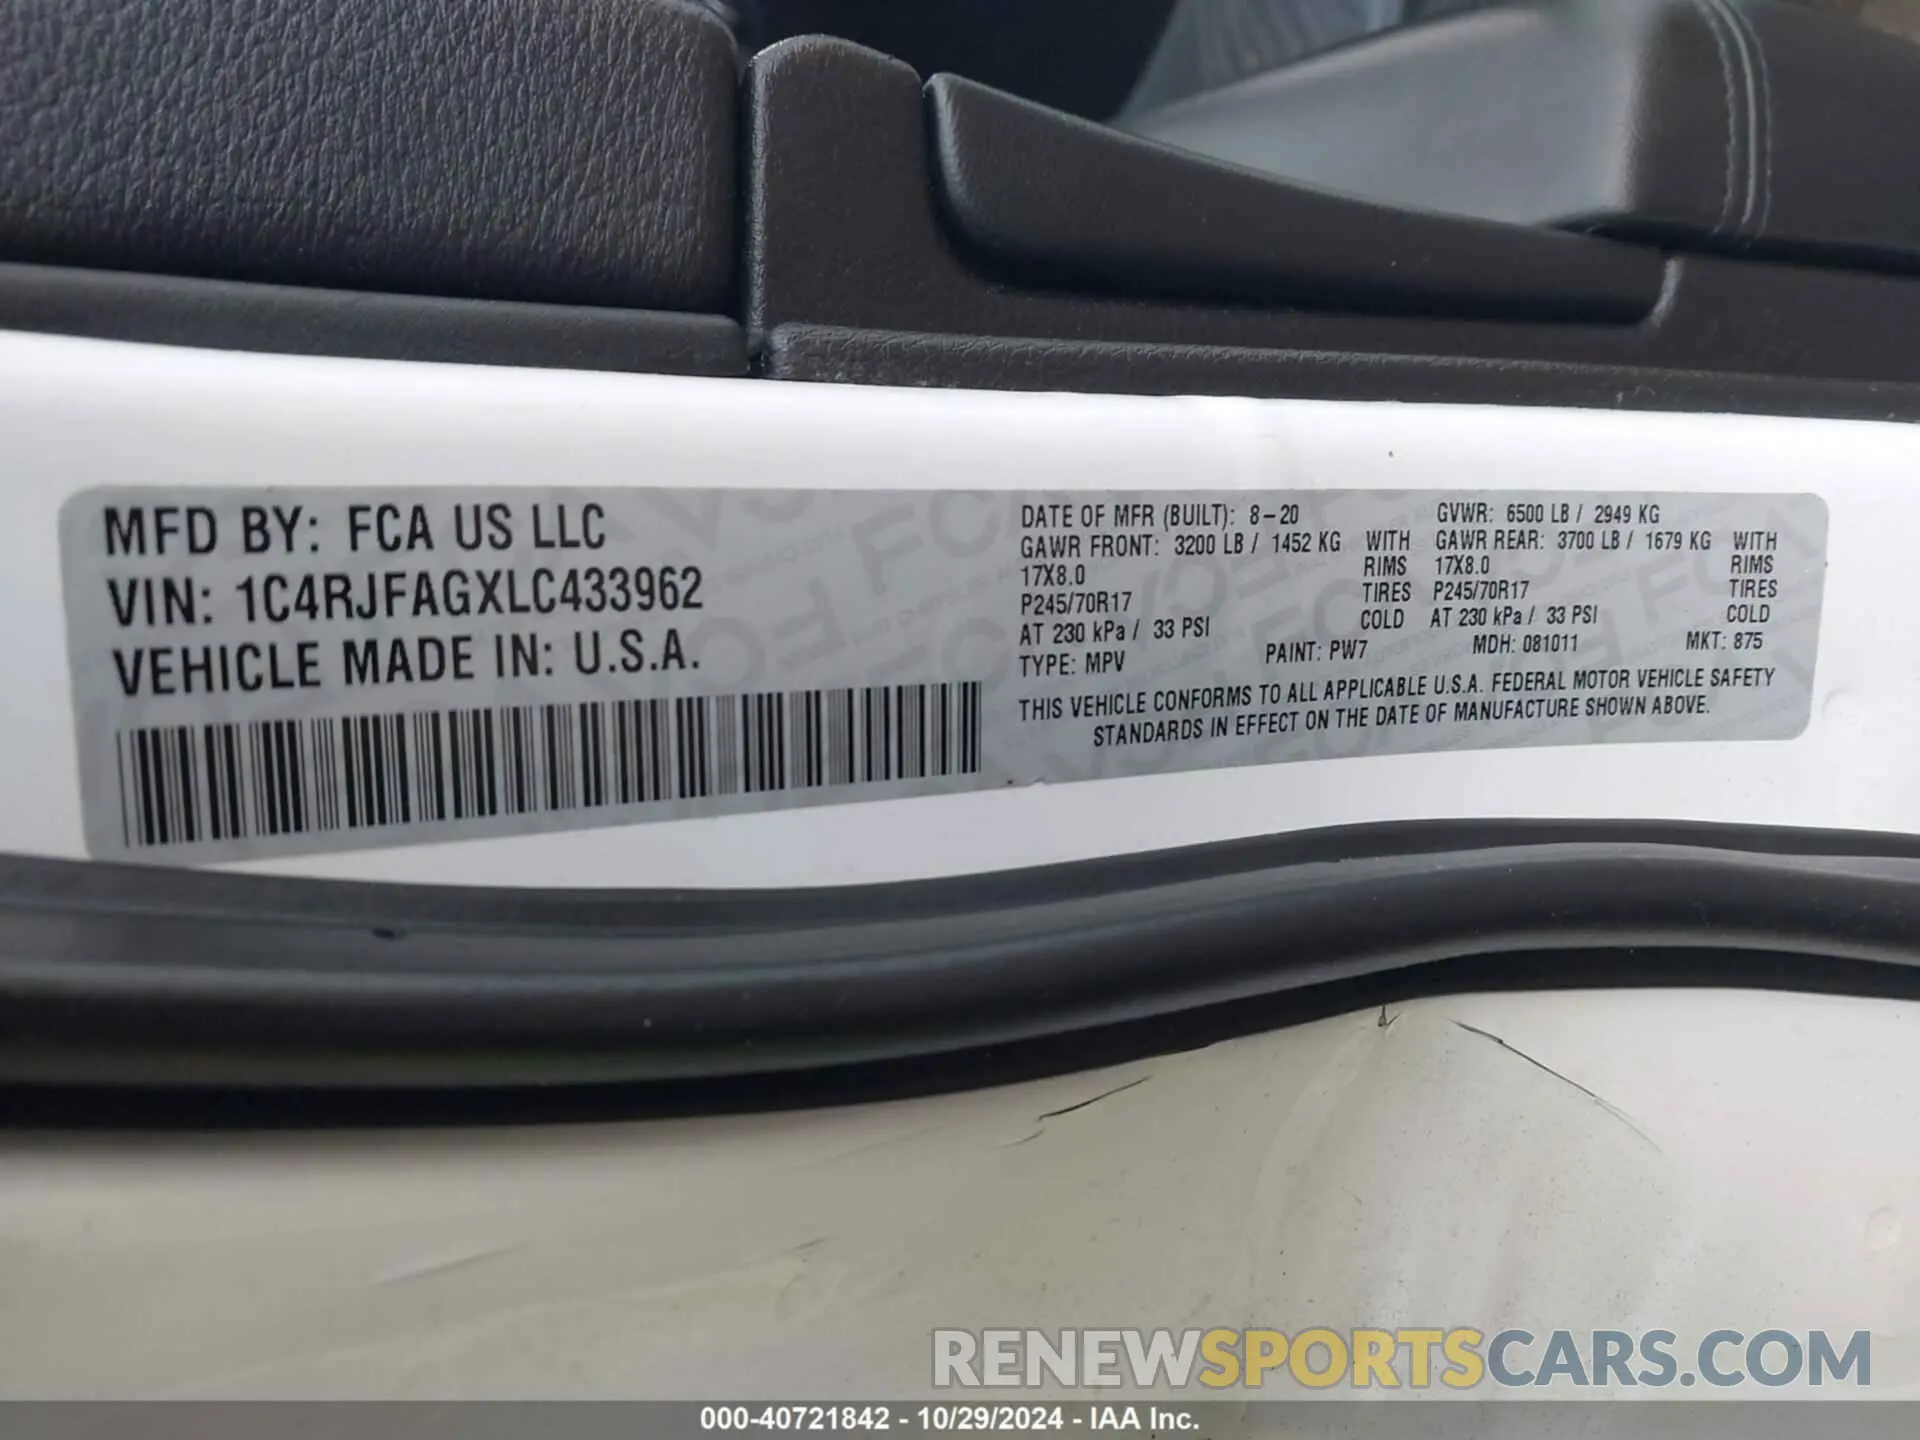 MFD BY: FCA US LLC
VIN: 1C4RJFAGXLC433962
VEHICLE MADE IN: U.S.A.
DATE OF MFR (BUILT): 8-20 GVWR: 6500 LB / 2949 KG
GAWR FRONT: 3200 LB / 1452 KG WITH GAWR REAR: 3700 LB / 1679 KG WITH
17X8.0 RIMS 17X8.0 RIMS
P245/70R17 TIRES P245/70R17 TIRES
AT 230 kPa / 33 PSI COLD AT 230 kPa / 33 PSI COLD
TYPE: MPV PAINT: PW7 MDH: 081011 MKT: 875
THIS VEHICLE CONFORMS TO ALL APPLICABLE U.S.A. FEDERAL MOTOR VEHICLE SAFETY
STANDARDS IN EFFECT ON THE DATE OF MANUFACTURE SHOWN ABOVE.
RENEWSPORTSCARS.COM
000-40721842 - 10/29/2024 - IAA Inc.